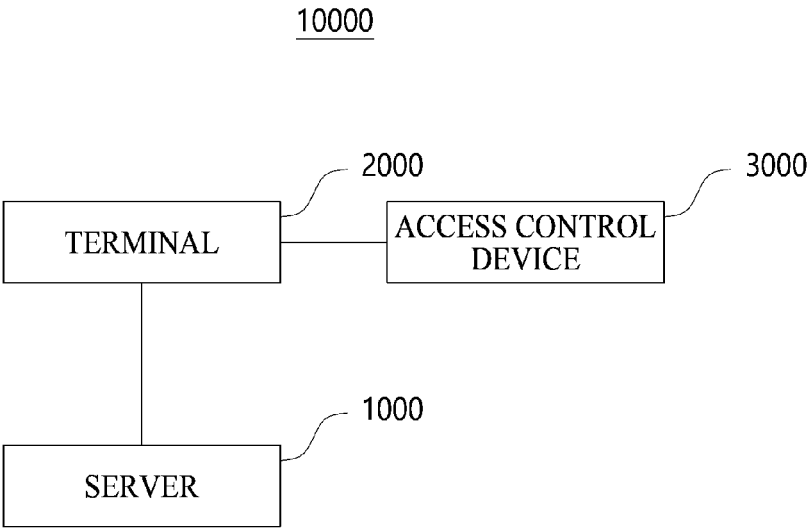 10000
2000
3000
TERMINAL
ACCESS CONTROL
DEVICE
1000
SERVER